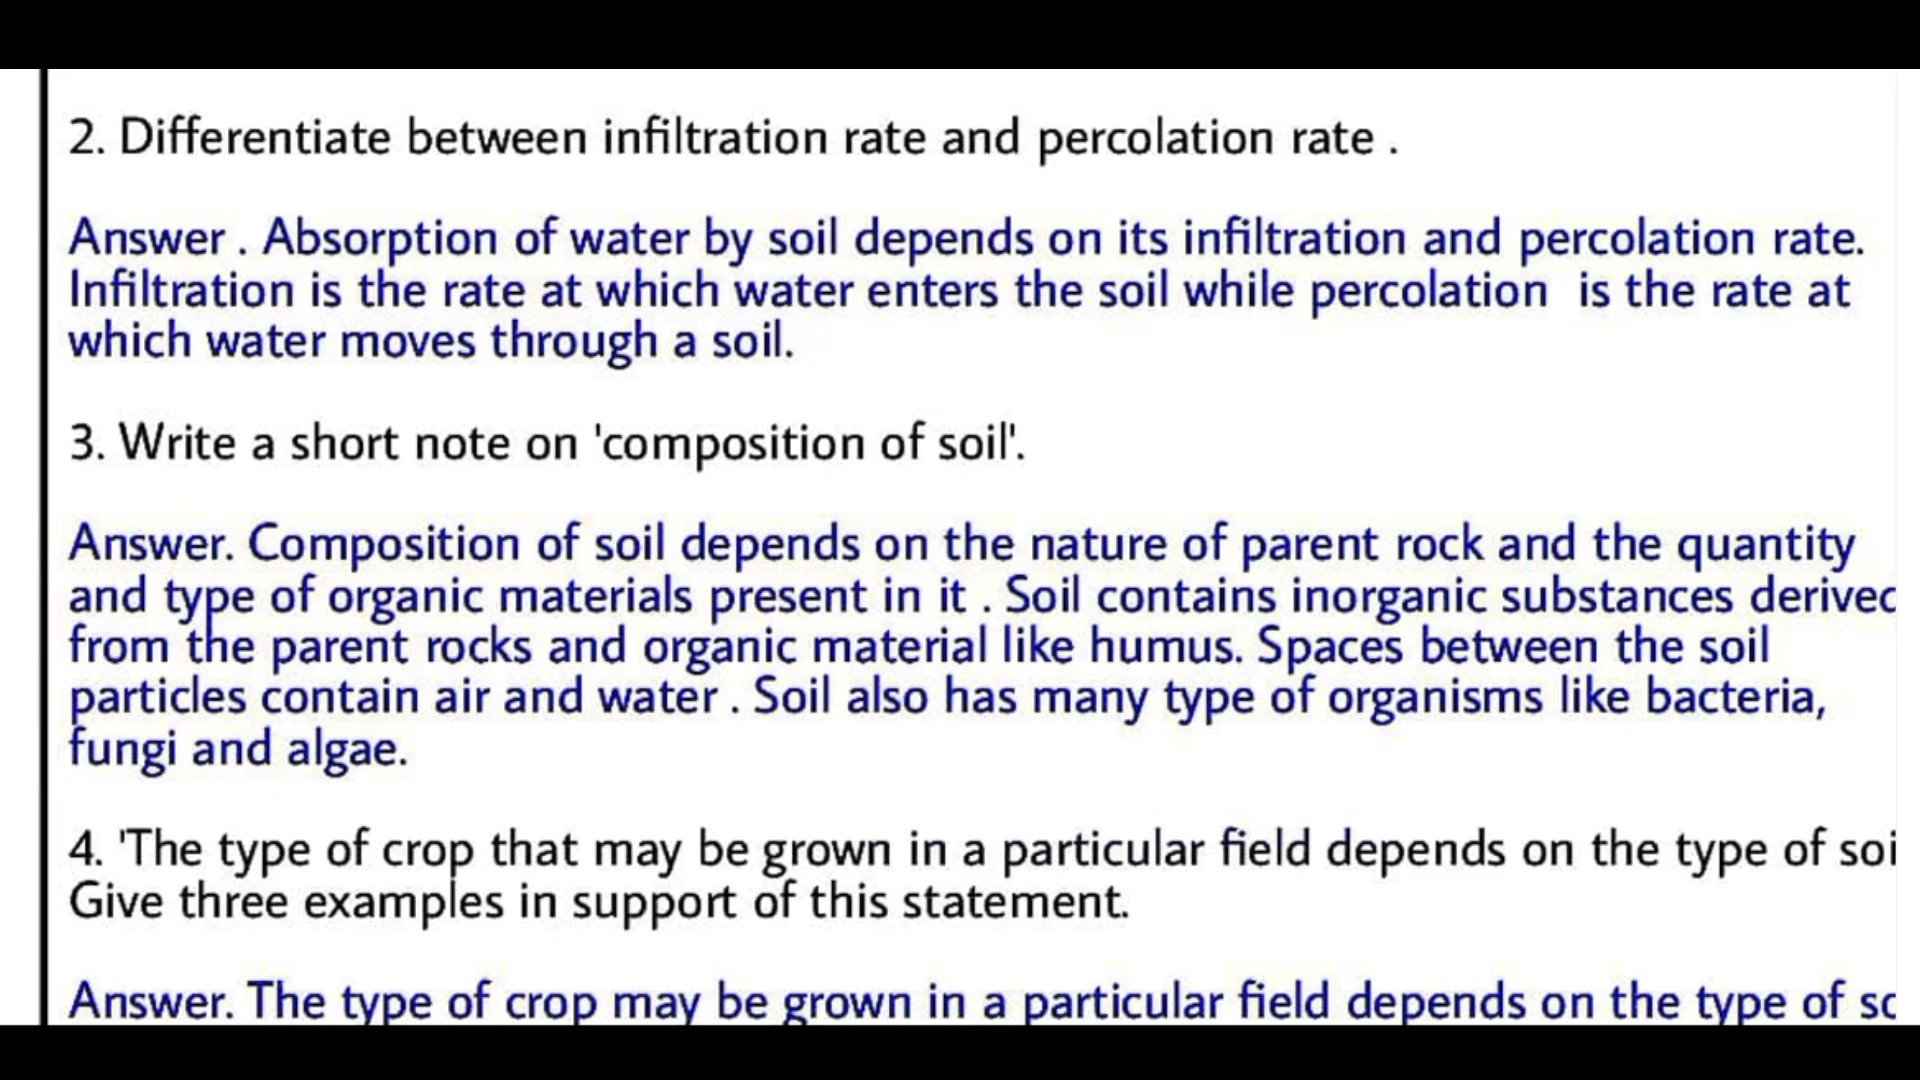 2. Differentiate between infiltration rate and percolation rate .
Answer . Absorption of water by soil depends on its infiltration and percolation rate.
Infiltration is the rate at which water enters the soil while percolation  is the rate at
which water moves through a soil.
3. Write a short note on 'composition of soil'.
Answer. Composition of soil depends on the nature of parent rock and the quantity
and type of organic materials present in it . Soil contains inorganic substances derived
from the parent rocks and organic material like humus. Spaces between the soil
particles contain air and water . Soil also has many type of organisms like bacteria,
fungi and algae.
4. 'The type of crop that may be grown in a particular field depends on the type of soi
Give three examples in support of this statement.
Answer. The type of crop may be grown in a particular field depends on the type of